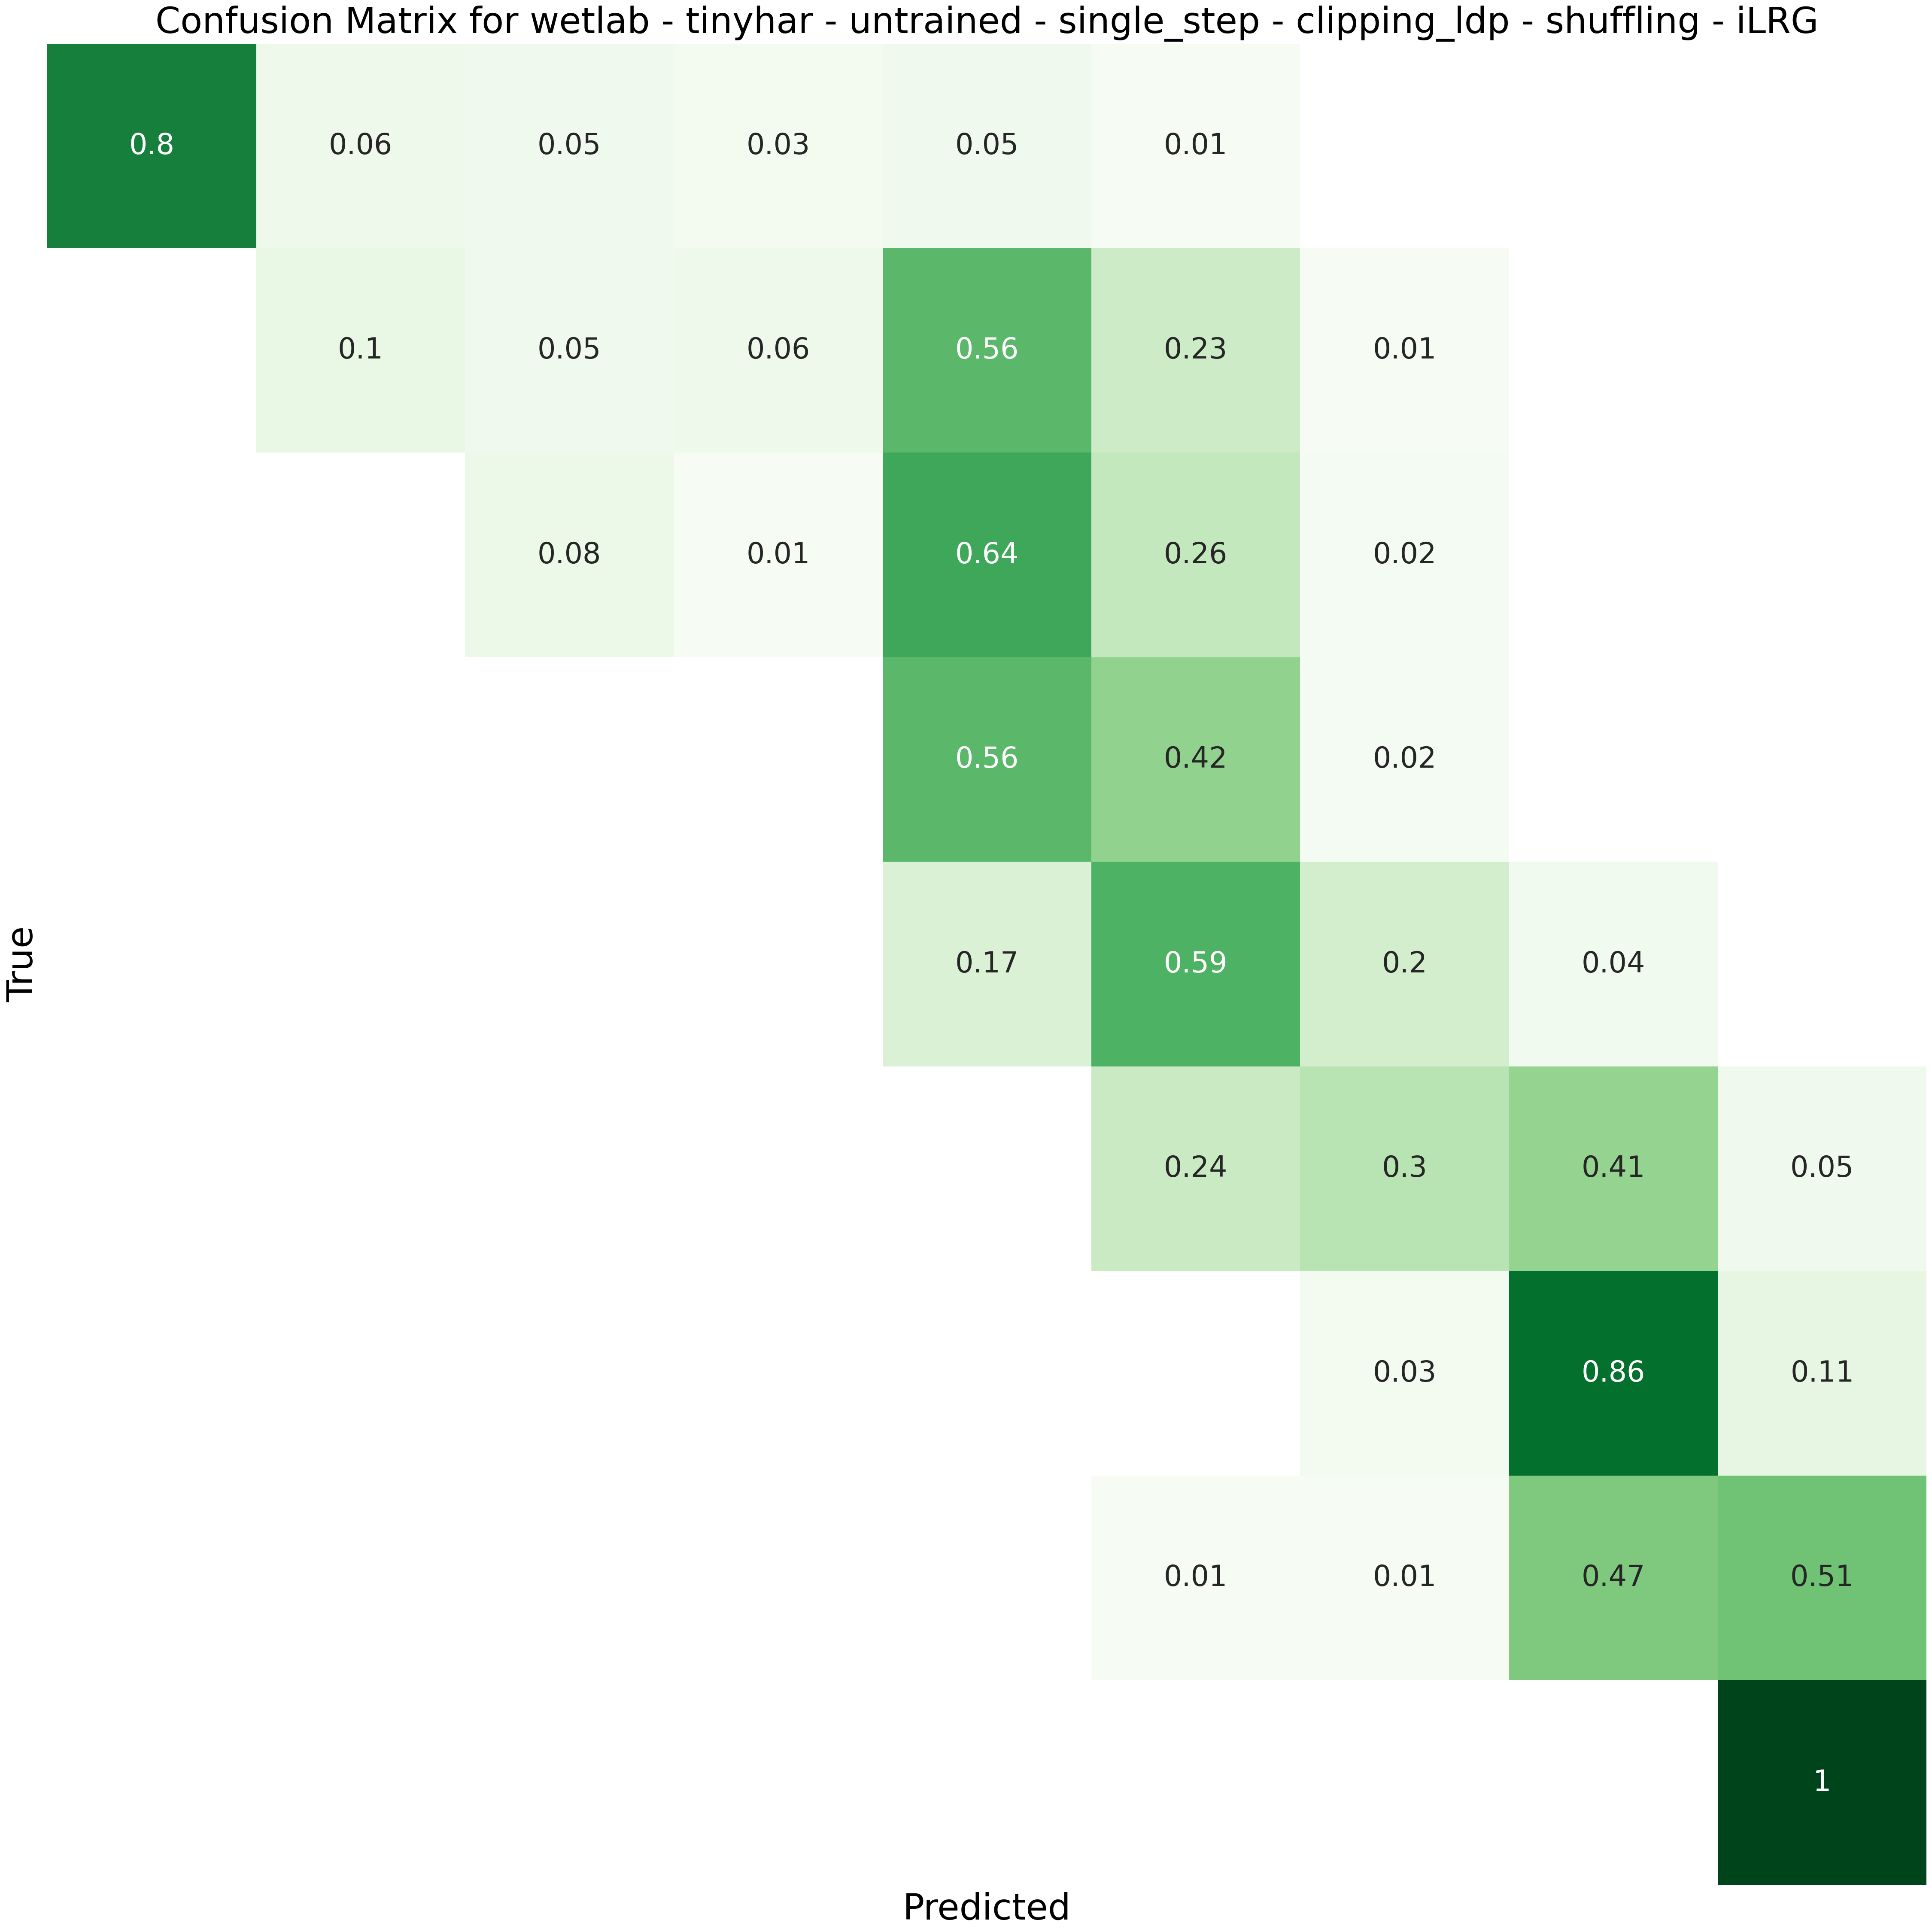 Confusion Matrix for wetlab - tinyhar - untrained - single_step - clipping_ldp - shuffling - iLRG
0.8 0.06 0.05 0.03 0.05 0.01
0.1 0.05 0.06 0.56 0.23 0.01
0.08 0.01 0.64 0.26 0.02
0.56 0.42 0.02
0.17 0.59 0.2 0.04
0.24 0.3 0.41 0.05
0.03 0.86 0.11
0.01 0.01 0.47 0.51
1
True
Predicted